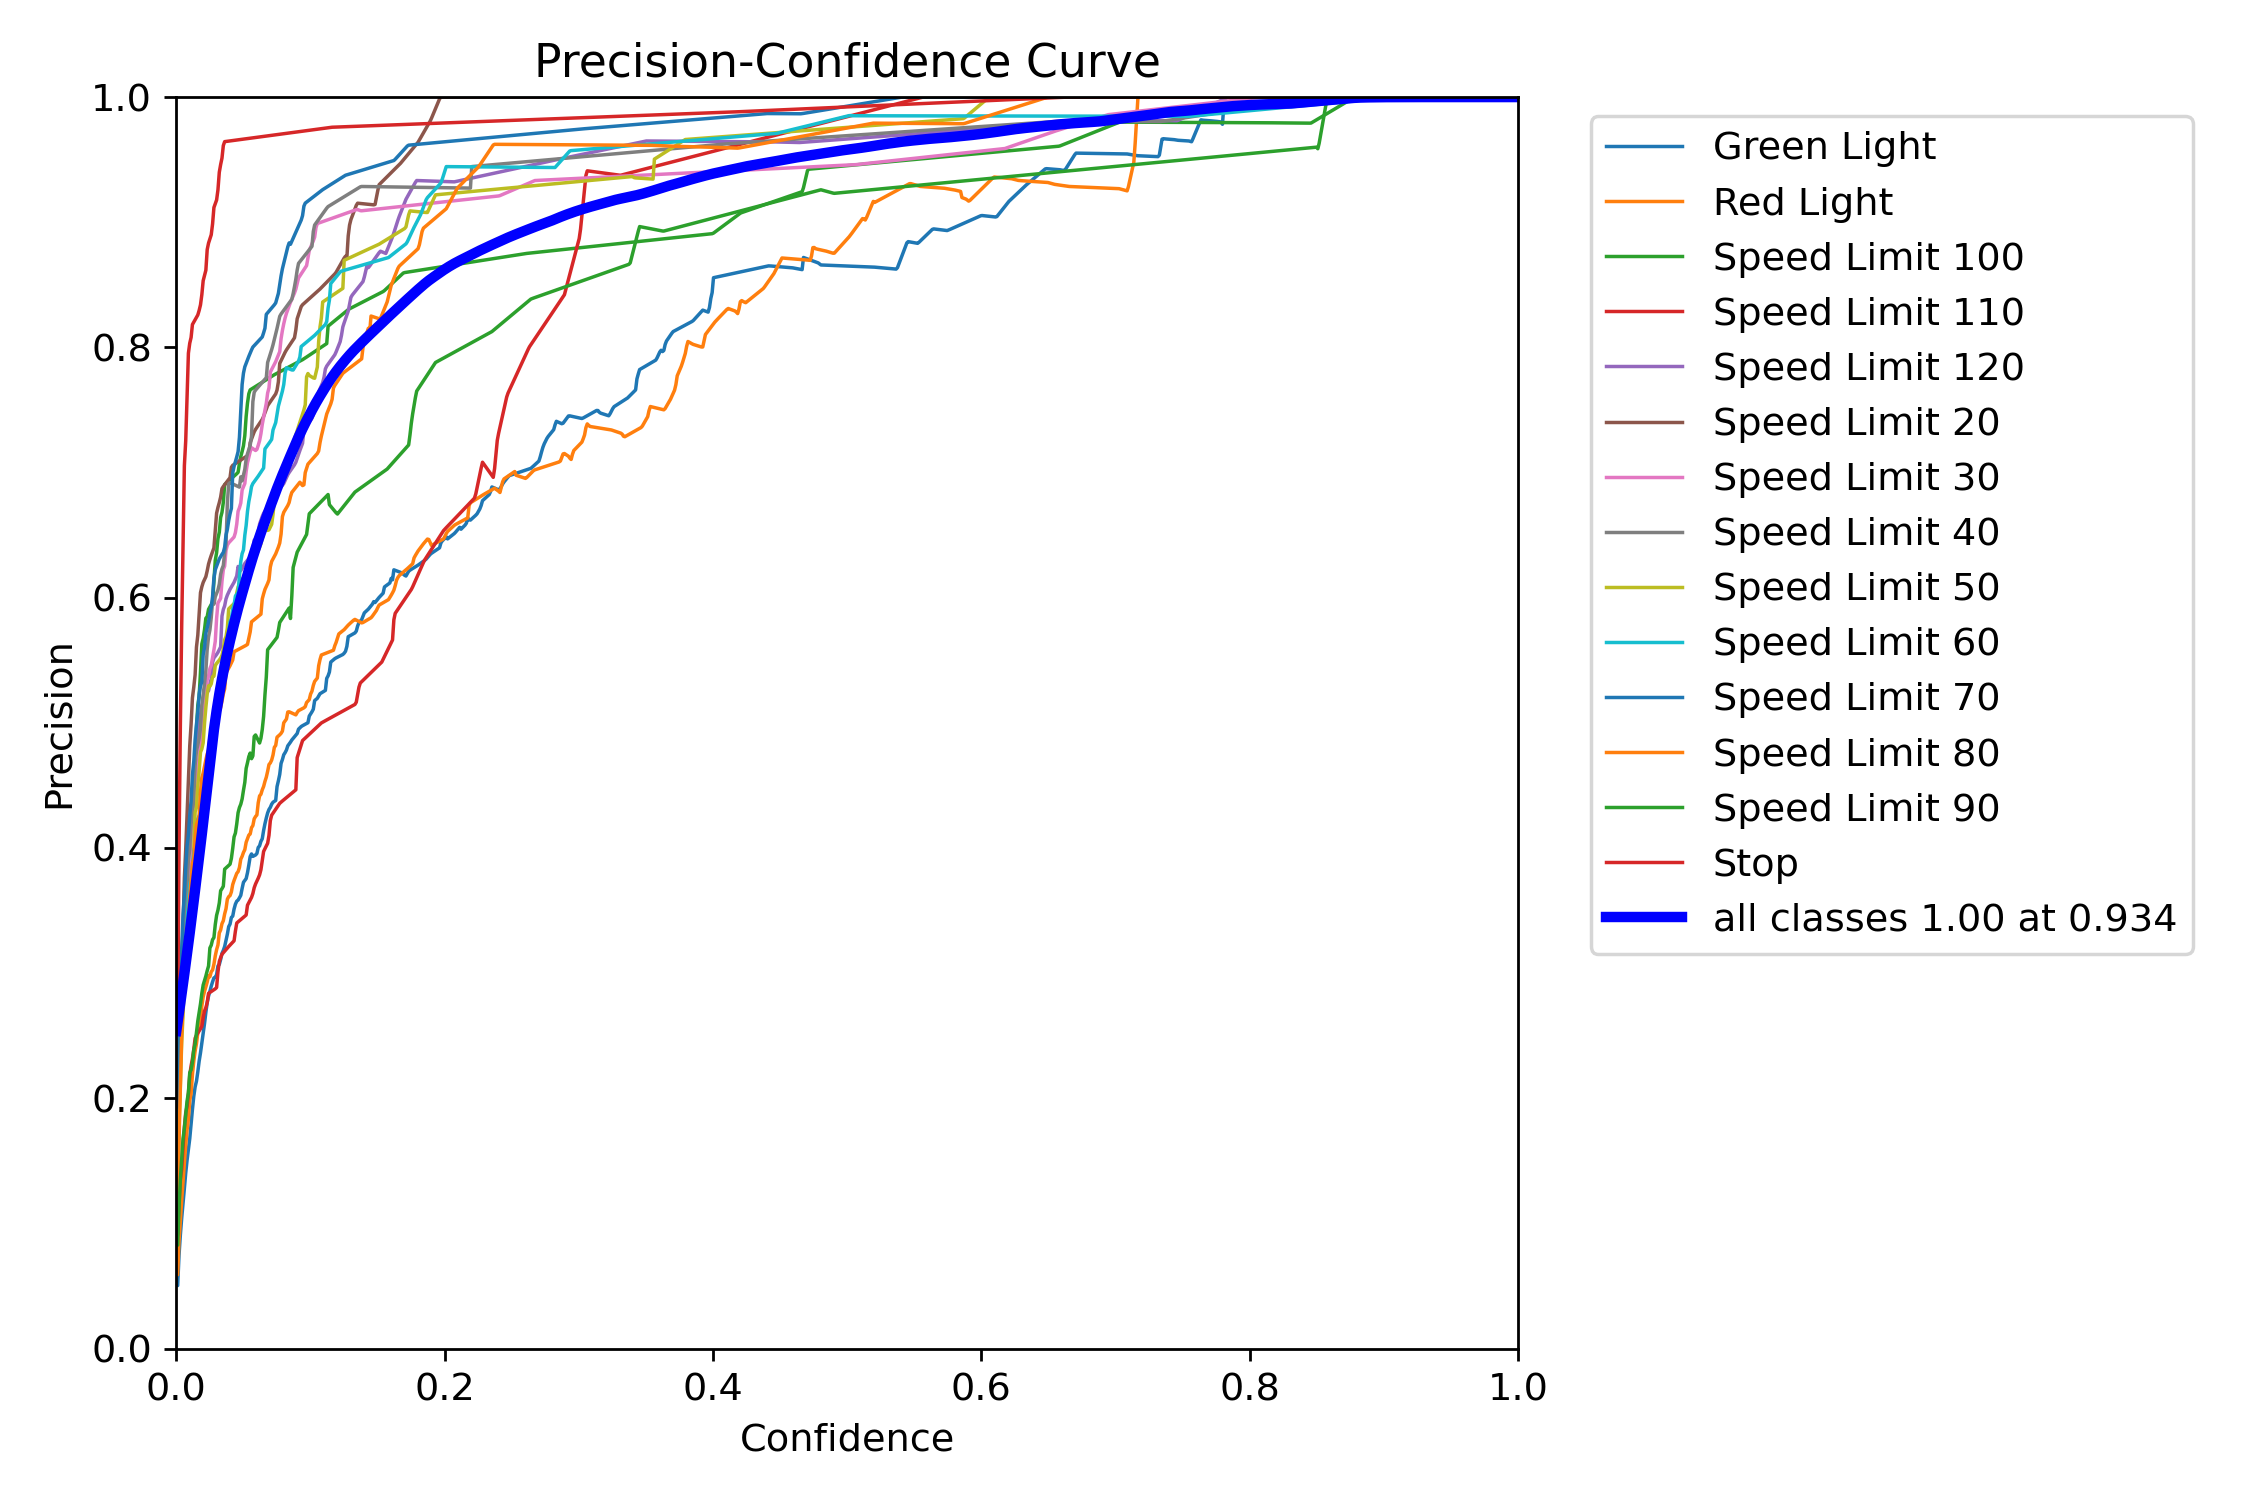 Precision-Confidence Curve
1.0
0.8
0.6
0.4
0.2
0.0
Precision
0.0 0.2 0.4 0.6 0.8 1.0
Confidence
Green Light
Red Light
Speed Limit 100
Speed Limit 110
Speed Limit 120
Speed Limit 20
Speed Limit 30
Speed Limit 40
Speed Limit 50
Speed Limit 60
Speed Limit 70
Speed Limit 80
Speed Limit 90
Stop
all classes 1.00 at 0.934